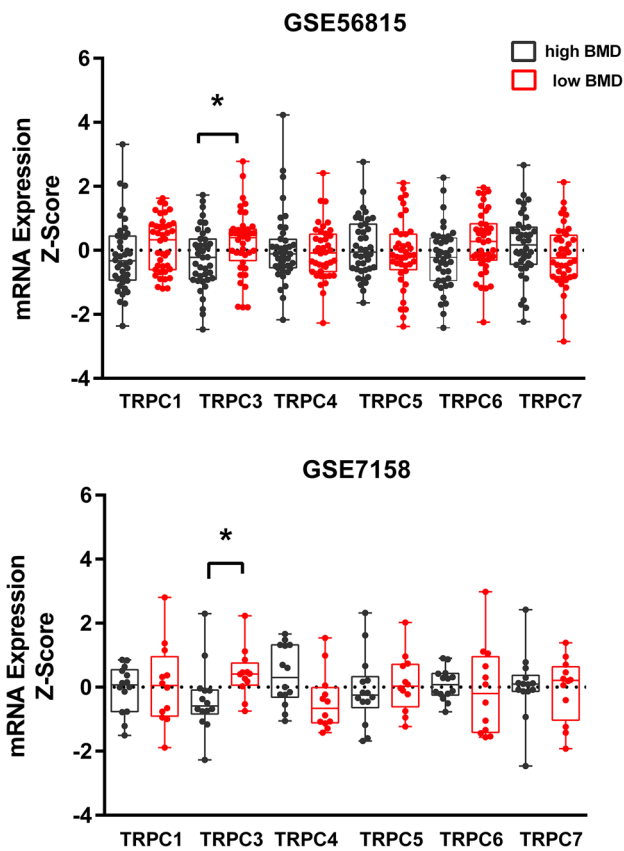 GSE56815
high BMD
low BMD
*
mRNA Expression
Z-Score
6
4
2
0
-2
-4
TRPC1 TRPC3 TRPC4 TRPC5 TRPC6 TRPC7
GSE7158
*
mRNA Expression
Z-Score
6
4
2
0
-2
-4
TRPC1 TRPC3 TRPC4 TRPC5 TRPC6 TRPC7